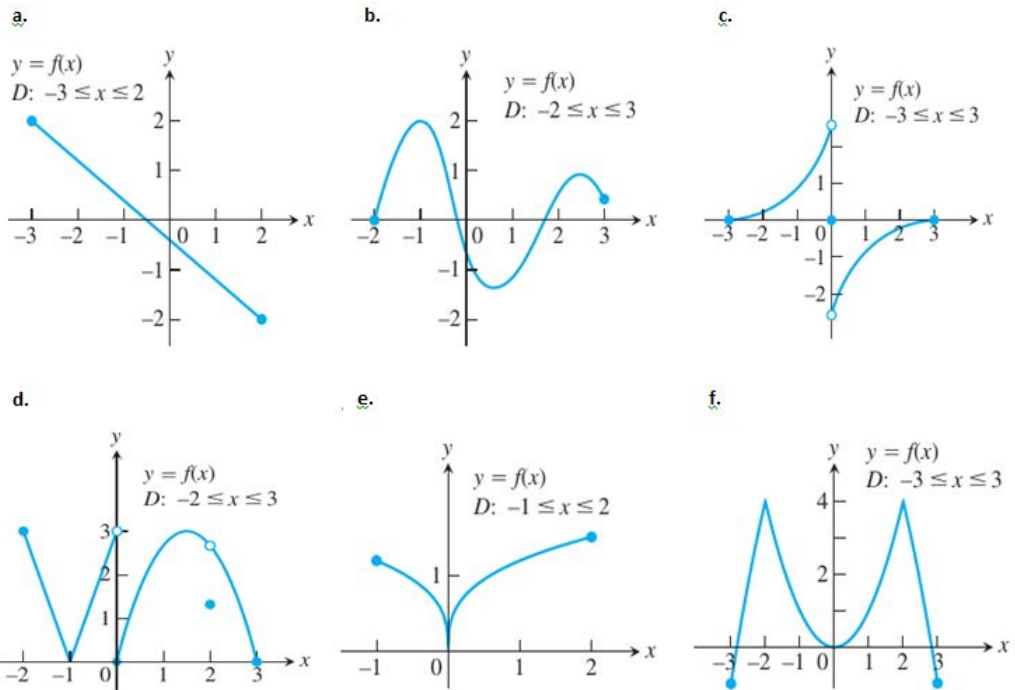 a.
y
y = f(x)
D: −3 ≤ x ≤ 2
2
1
−3 −2 −1 0 1 2 x
−1
−2
b.
y
y = f(x)
D: −2 ≤ x ≤ 3
2
1
−2 −1 0 1 2 3 x
−1
−2
c.
y
y = f(x)
D: −3 ≤ x ≤ 3
1
−3 −2 −1 0 1 2 3 x
−1
−2
d.
y
y = f(x)
D: −2 ≤ x ≤ 3
3
2
1
−2 −1 0 1 2 3 x
e.
y
y = f(x)
D: −1 ≤ x ≤ 2
1
−1 0 1 2 x
f.
y
y = f(x)
D: −3 ≤ x ≤ 3
4
2
−3 −2 −1 0 1 2 3 x